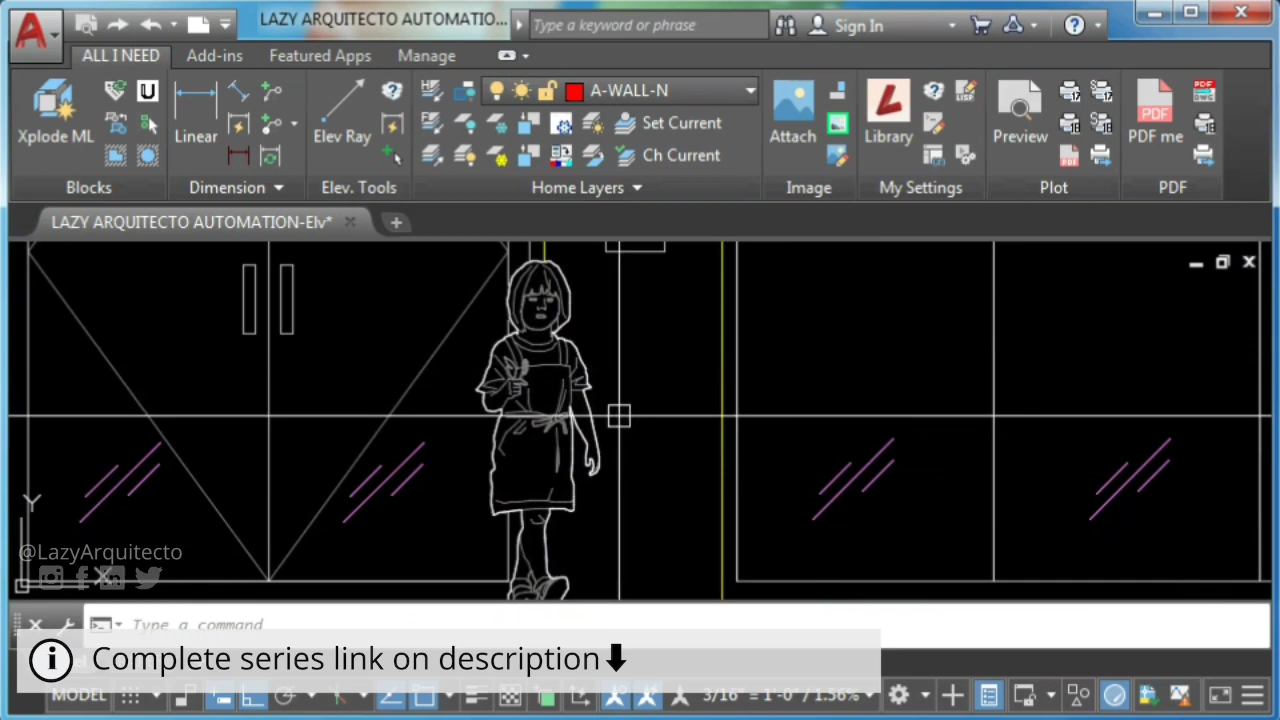 LAZY ARQUITECTO AUTOMATIO...
Type a keyword or phrase
Sign In
ALL I NEED
Add-ins
Featured Apps
Manage
Xplode ML
Linear
Elev Ray
A-WALL-N
Set Current
Ch Current
Attach
Library
Preview
PDF
PDF me
Blocks
Dimension
Elev. Tools
Home Layers
Image
My Settings
Plot
PDF
LAZY ARQUITECTO AUTOMATION-Elv*
Y
X
@LazyArquitecto
Type a command
Complete series link on description
MODEL
3/16" = 1'-0" / 1.56%